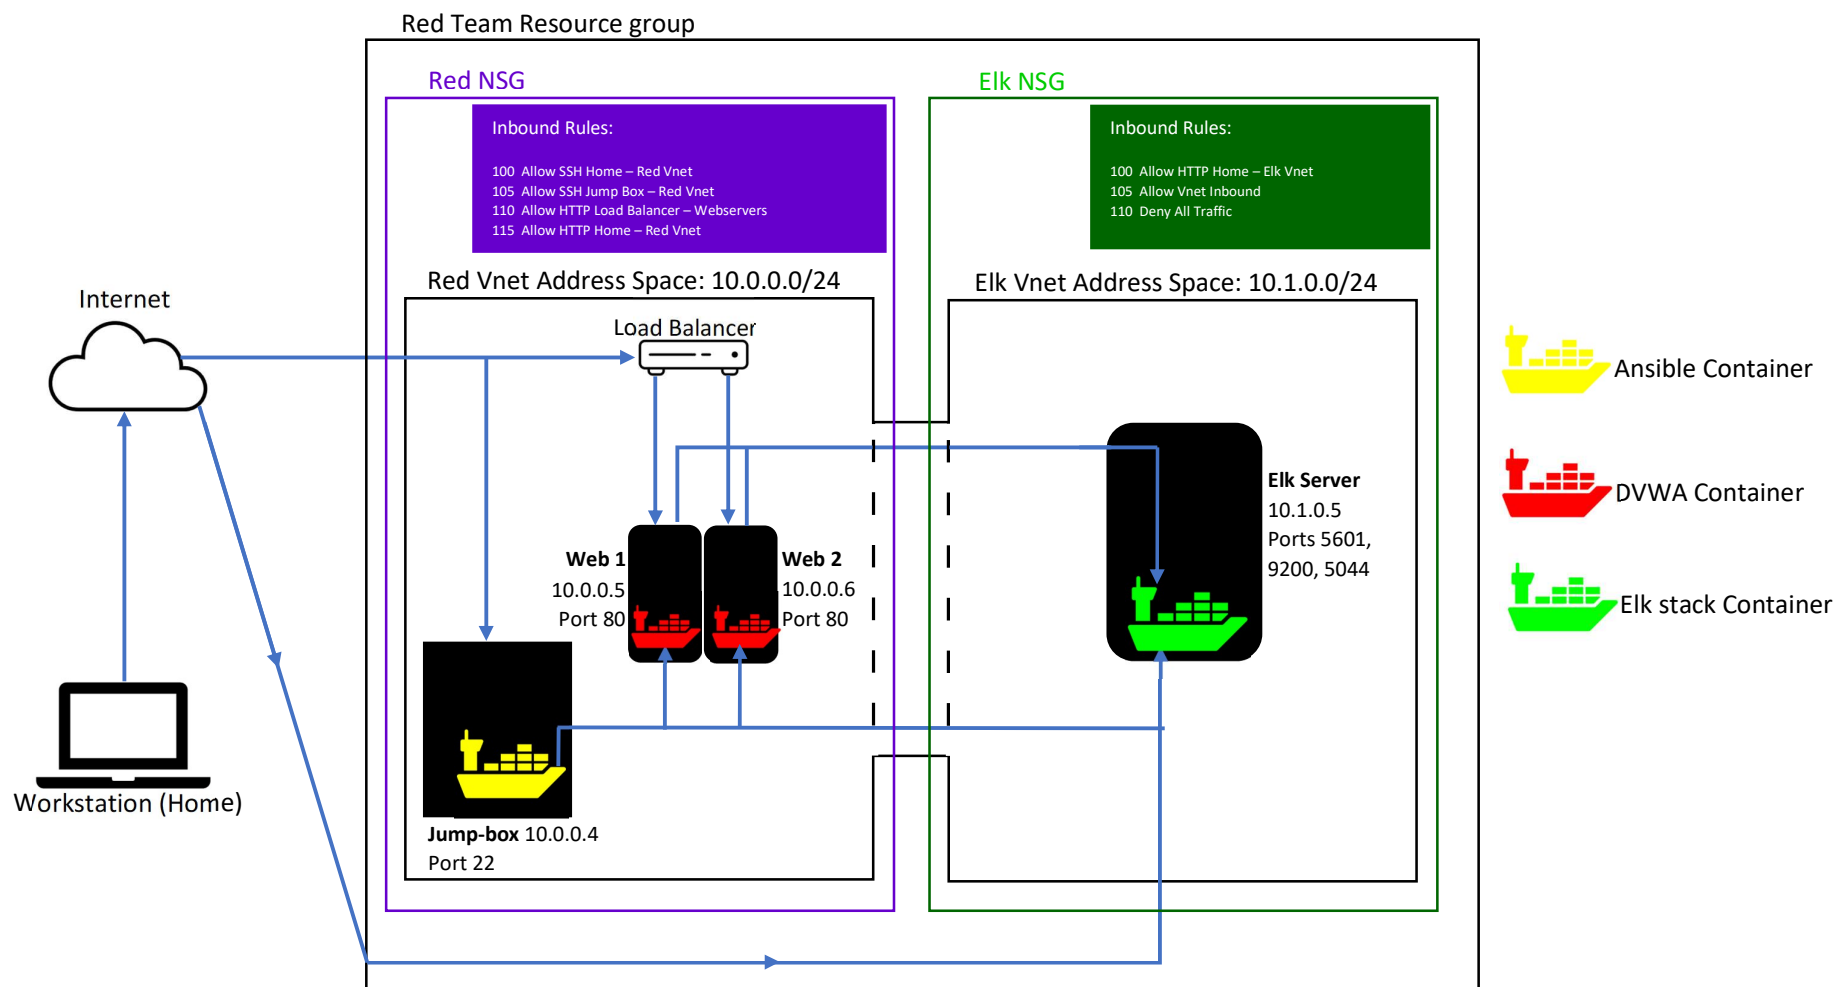 Red Team Resource group
Red NSG
Inbound Rules:
100 Allow SSH Home – Red Vnet
105 Allow SSH Jump Box – Red Vnet
110 Allow HTTP Load Balancer – Webservers
115 Allow HTTP Home – Red Vnet
Elk NSG
Inbound Rules:
100 Allow HTTP Home – Elk Vnet
105 Allow Vnet Inbound
110 Deny All Traffic
Red Vnet Address Space: 10.0.0.0/24
Elk Vnet Address Space: 10.1.0.0/24
Internet
Load Balancer
Workstation (Home)
Web 1
10.0.0.5
Port 80
Web 2
10.0.0.6
Port 80
Jump-box 10.0.0.4
Port 22
Elk Server
10.1.0.5
Ports 5601,
9200, 5044
Ansible Container
DVWA Container
Elk stack Container